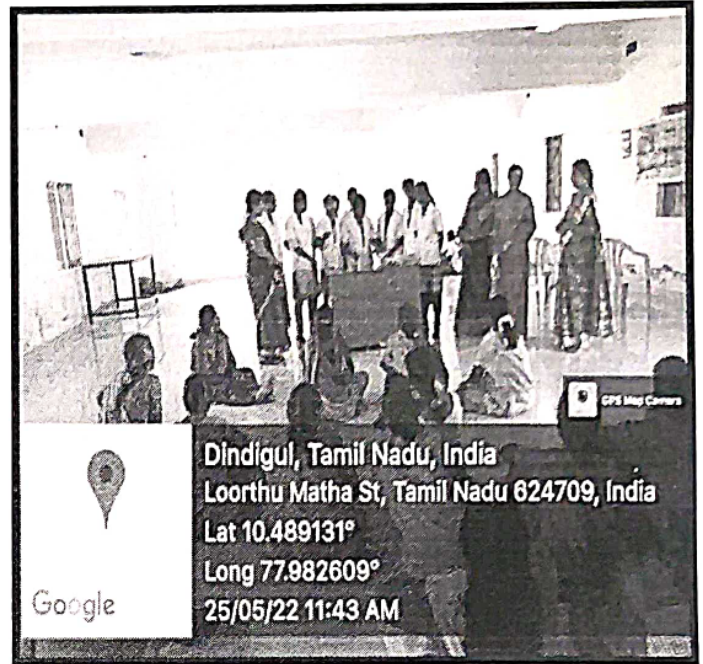 GPS Map Camera
Dindigul, Tamil Nadu, India
Loorthu Matha St, Tamil Nadu 624709, India
Lat 10.489131°
Long 77.982609°
25/05/22 11:43 AM
Google